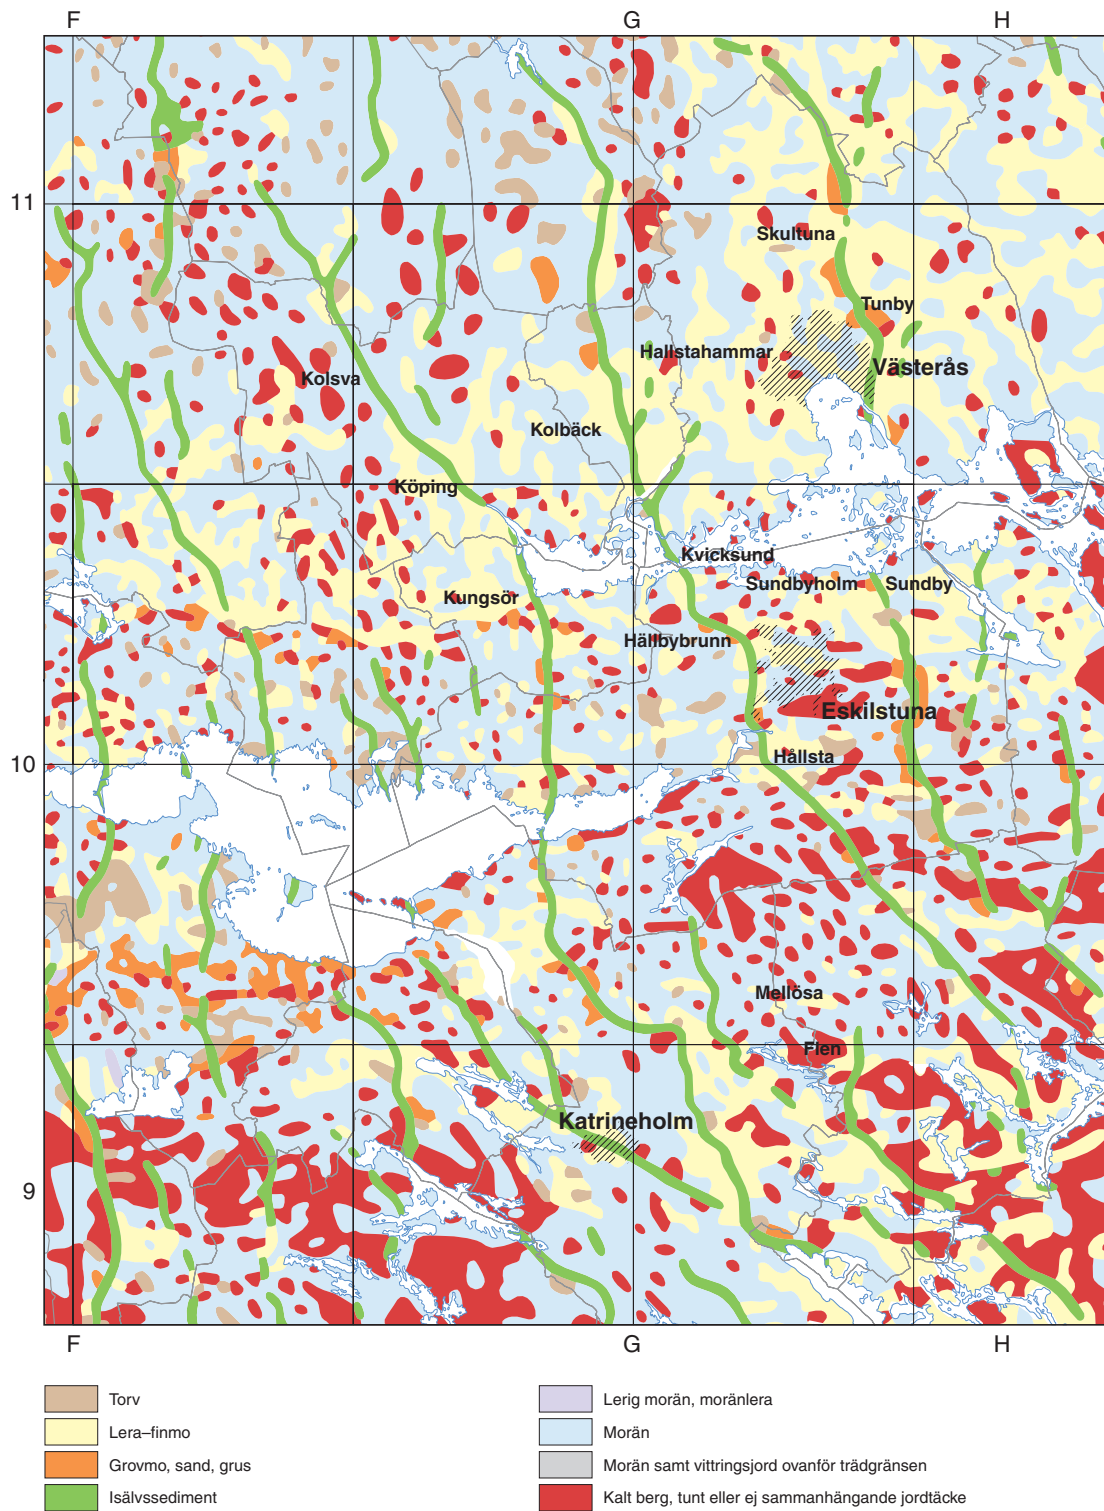 F G H
11
Skultuna
Tunby
Hallstahammar
Västerås
Kolsva
Kolbäck
Köping
Kvicksund
Sundbyholm Sundby
Kungsör
Hällbybrunn
Eskilstuna
10
Hållsta
Mellösa
Flen
Katrineholm
9
F G H
Torv
Lera–finmo
Grovmo, sand, grus
Isälvssediment
Lerig morän, moränlera
Morän
Morän samt vittringsjord ovanför trädgränsen
Kalt berg, tunt eller ej sammanhängande jordtäcke